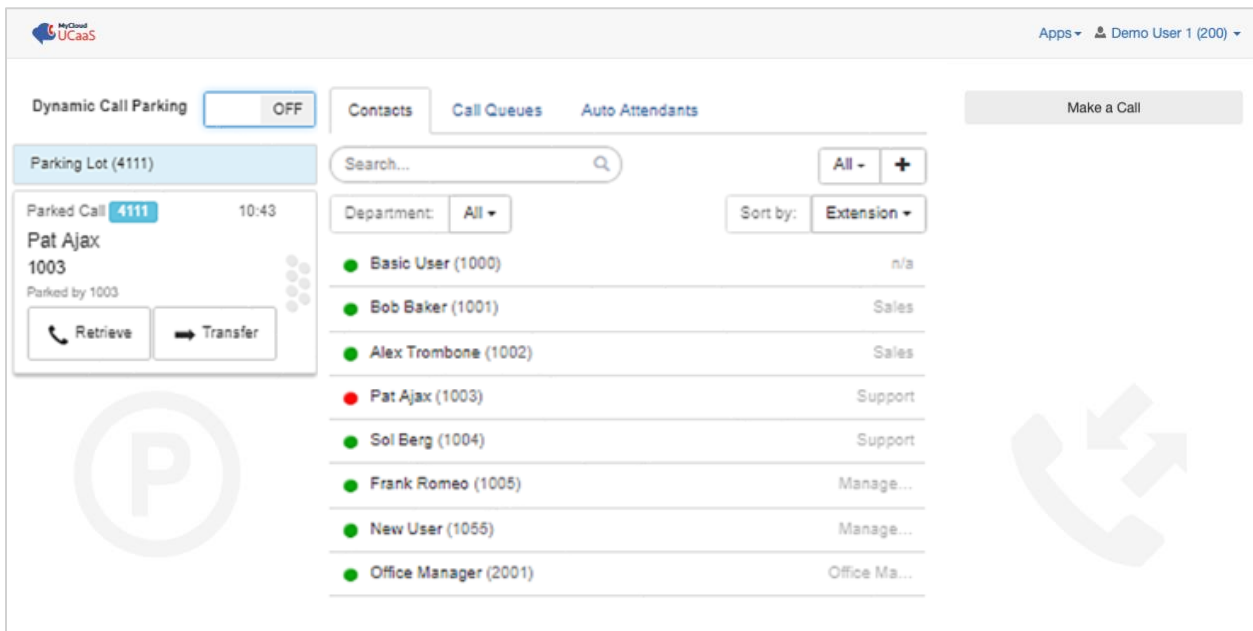 MyCloud
UCaaS
Apps
Demo User 1 (200)
Dynamic Call Parking
OFF
Parking Lot (4111)
Parked Call 4111 10:43
Pat Ajax
1003
Parked by 1003
Retrieve
Transfer
P
Contacts
Call Queues
Auto Attendants
Search...
All
+
Department:
All
Sort by:
Extension
Basic User (1000) n/a
Bob Baker (1001) Sales
Alex Trombone (1002) Sales
Pat Ajax (1003) Support
Sol Berg (1004) Support
Frank Romeo (1005) Manage...
New User (1055) Manage...
Office Manager (2001) Office Ma...
Make a Call